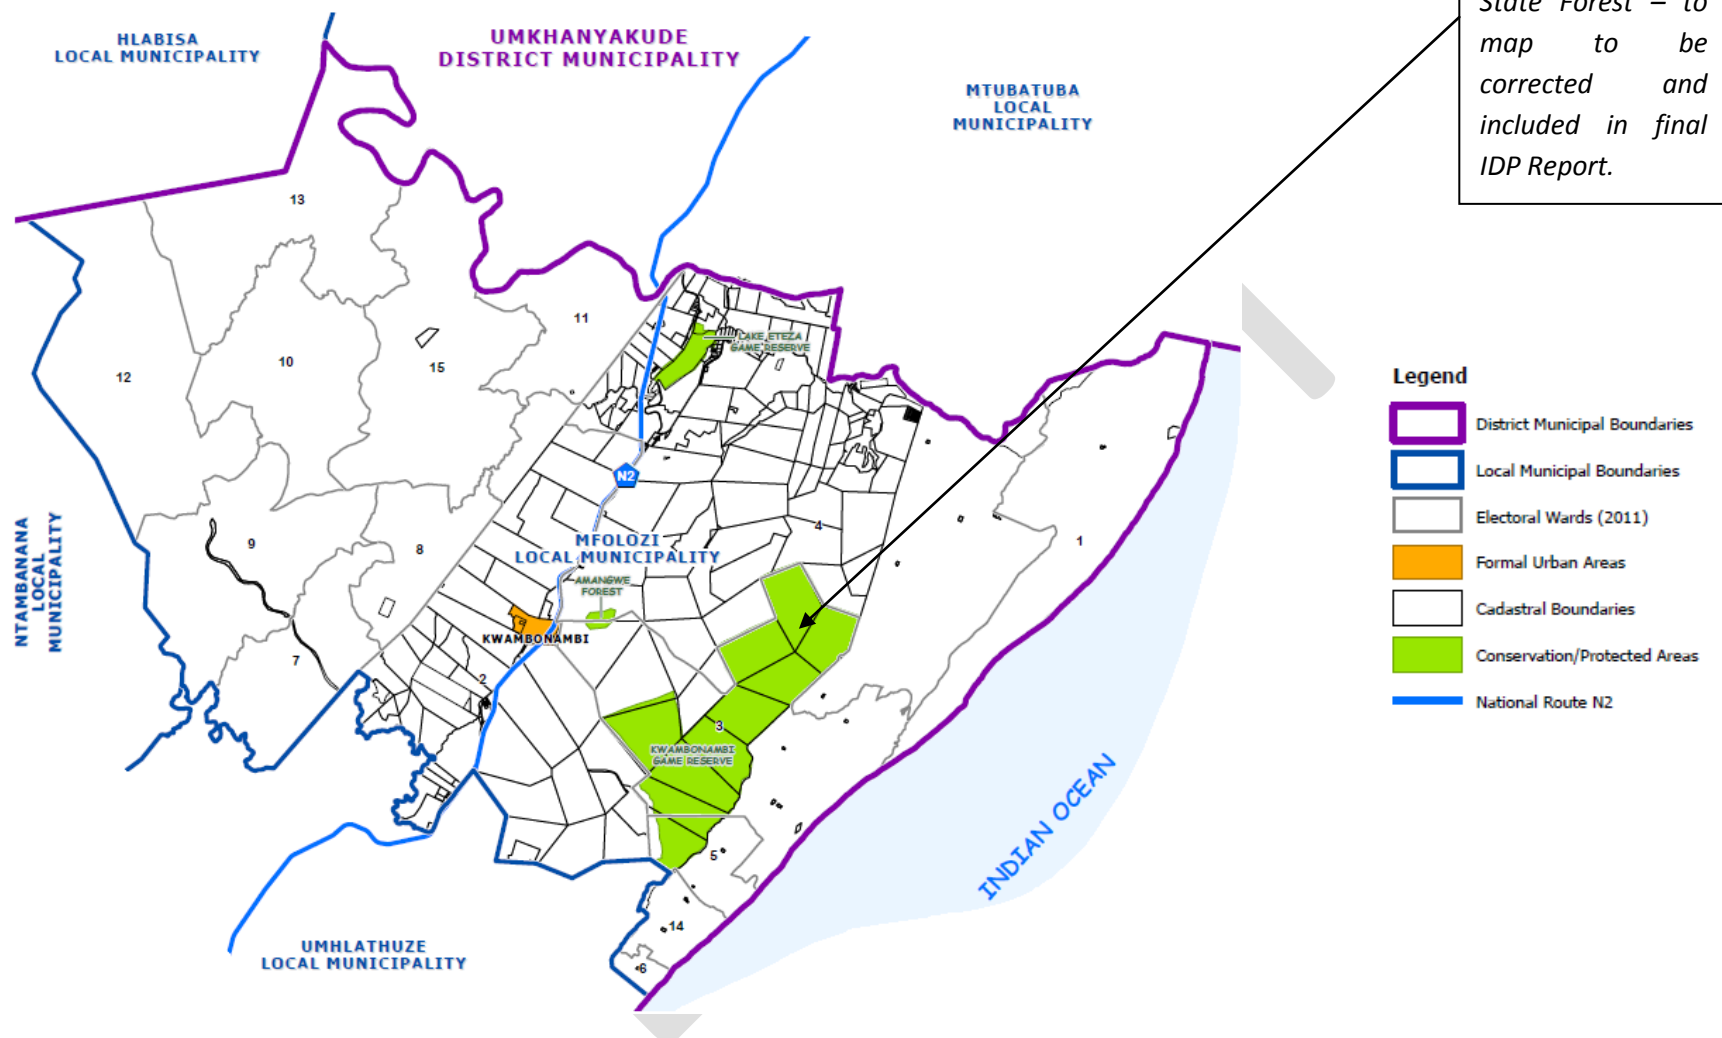 State Forest – to
map to be
corrected and
included in final
IDP Report.
HLABISA
LOCAL MUNICIPALITY
UMKHANYAKUDE
DISTRICT MUNICIPALITY
MTUBATUBA
LOCAL
MUNICIPALITY
13
11
LAKE ETEZA
GAME RESERVE
10
15
12
Legend
District Municipal Boundaries
Local Municipal Boundaries
Electoral Wards (2011)
Formal Urban Areas
Cadastral Boundaries
Conservation/Protected Areas
National Route N2
N2
4
1
9
8
MFOLOZI
LOCAL MUNICIPALITY
NTAMBANANA
LOCAL
MUNICIPALITY
AMANGWE
FOREST
KWAMBONAMBI
7
2
3
KWAMBONAMBI
GAME RESERVE
INDIAN OCEAN
5
14
6
UMHLATHUZE
LOCAL MUNICIPALITY